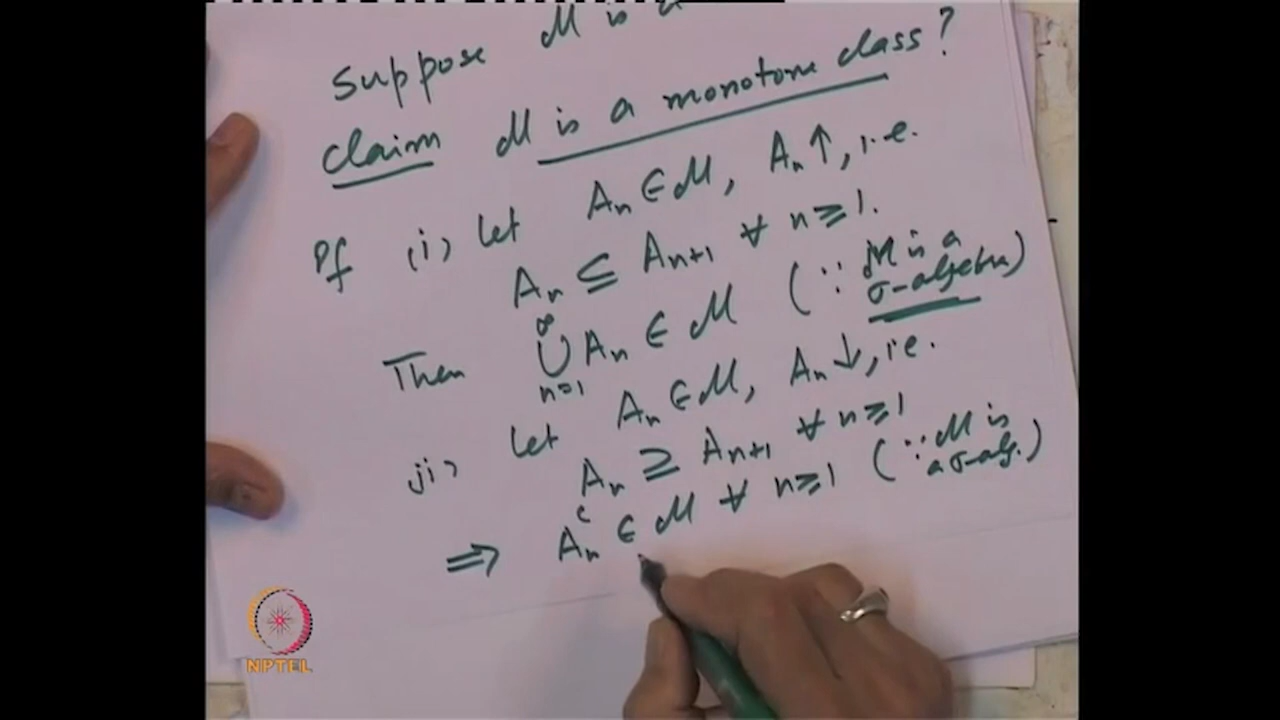 Suppose ℳ is a
claim ℳ is a monotone class?
Pf (i) let Aₙ ∈ ℳ, Aₙ ↑, i.e.
Aₙ ⊆ Aₙ₊₁ ∀ n ≥ 1.
Then ⋃ₙ₌₁^∞ Aₙ ∈ ℳ (∵ ℳ is a σ-algebra)
ii) let Aₙ ∈ ℳ, Aₙ ↓, i.e.
Aₙ ⊇ Aₙ₊₁ ∀ n ≥ 1
⇒ Aₙᶜ ∈ ℳ ∀ n ≥ 1 (∵ ℳ is a σ-alg.)
NPTEL